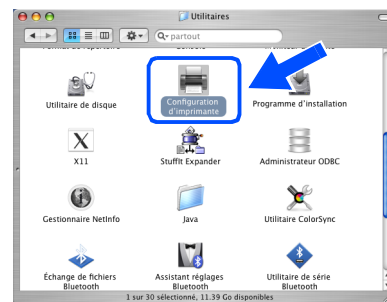 Utilitaires
partout
Utilitaire de disque
Configuration
d'imprimante
Programme d'installation
X11
StuffIt Expander
Administrateur ODBC
Gestionnaire NetInfo
Java
Utilitaire ColorSync
Échange de fichiers
Bluetooth
Assistant réglages
Bluetooth
Utilitaire de série
Bluetooth
1 sur 30 sélectionné, 11.39 Go disponibles